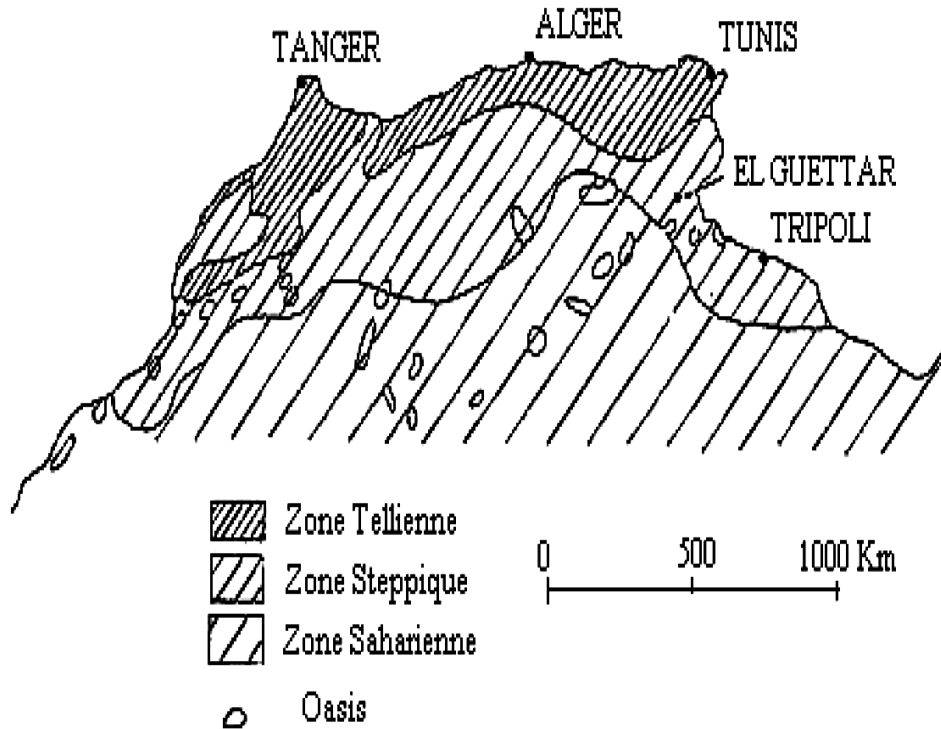 TANGER
ALGER
TUNIS
EL GUETTAR
TRIPOLI
Zone Tellienne
Zone Steppique
Zone Saharienne
Oasis
0 500 1000 Km